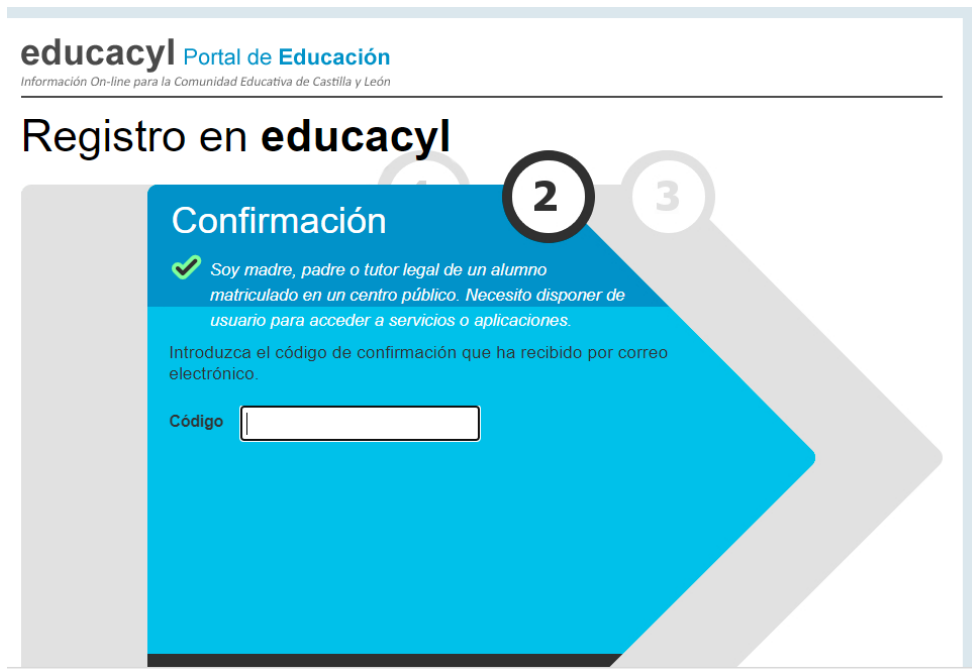 educacyl Portal de Educación
Información On-line para la Comunidad Educativa de Castilla y León
Registro en educacyl
1
2
3
Confirmación
Soy madre, padre o tutor legal de un alumno
matriculado en un centro público. Necesito disponer de
usuario para acceder a servicios o aplicaciones.
Introduzca el código de confirmación que ha recibido por correo
electrónico.
Código